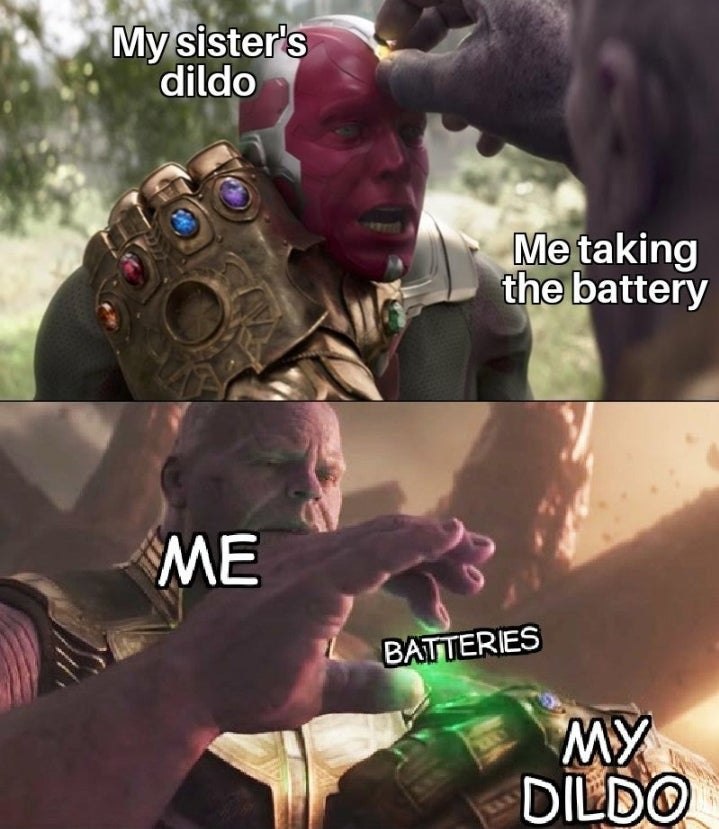 My sister's
dildo
Me taking
the battery
ME
BATTERIES
MY
DILDO